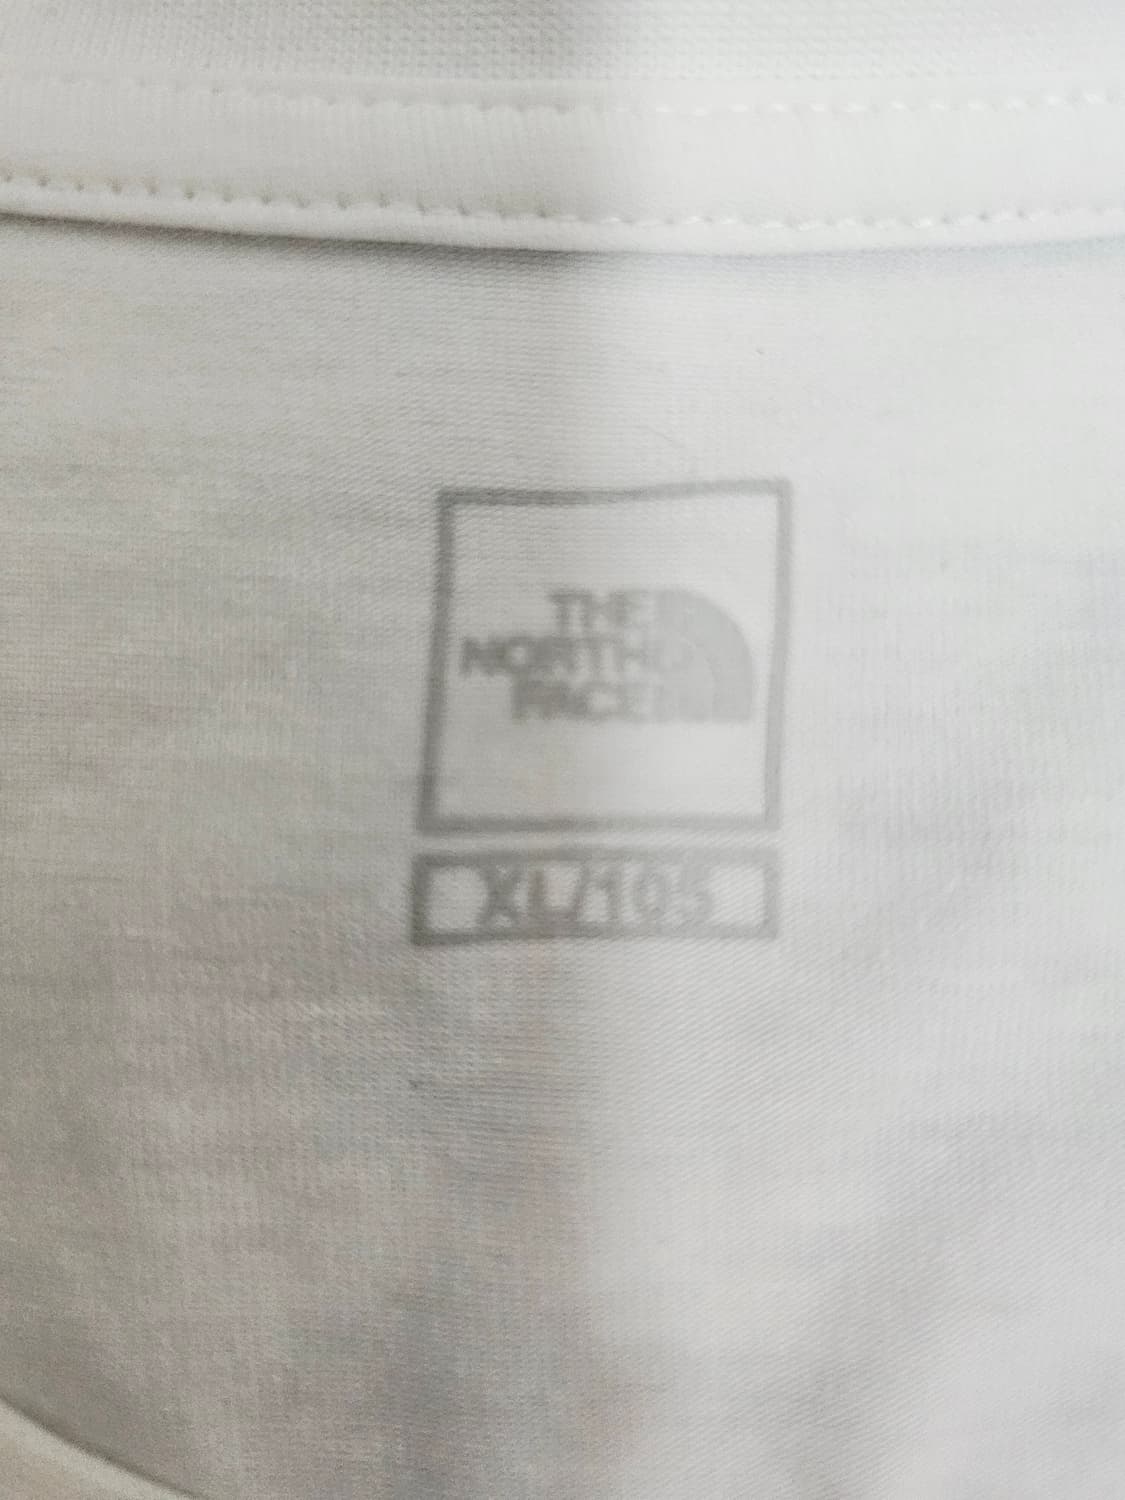 THE
NORTH
FACE
XL/105